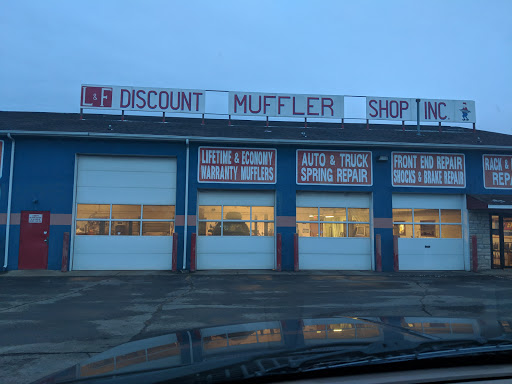 L&F DISCOUNT MUFFLER SHOP INC.
LIFETIME & ECONOMY
WARRANTY MUFFLERS
AUTO & TRUCK
SPRING REPAIR
FRONT END REPAIR
SHOCKS & BRAKE REPAIR
RACK &
REPA